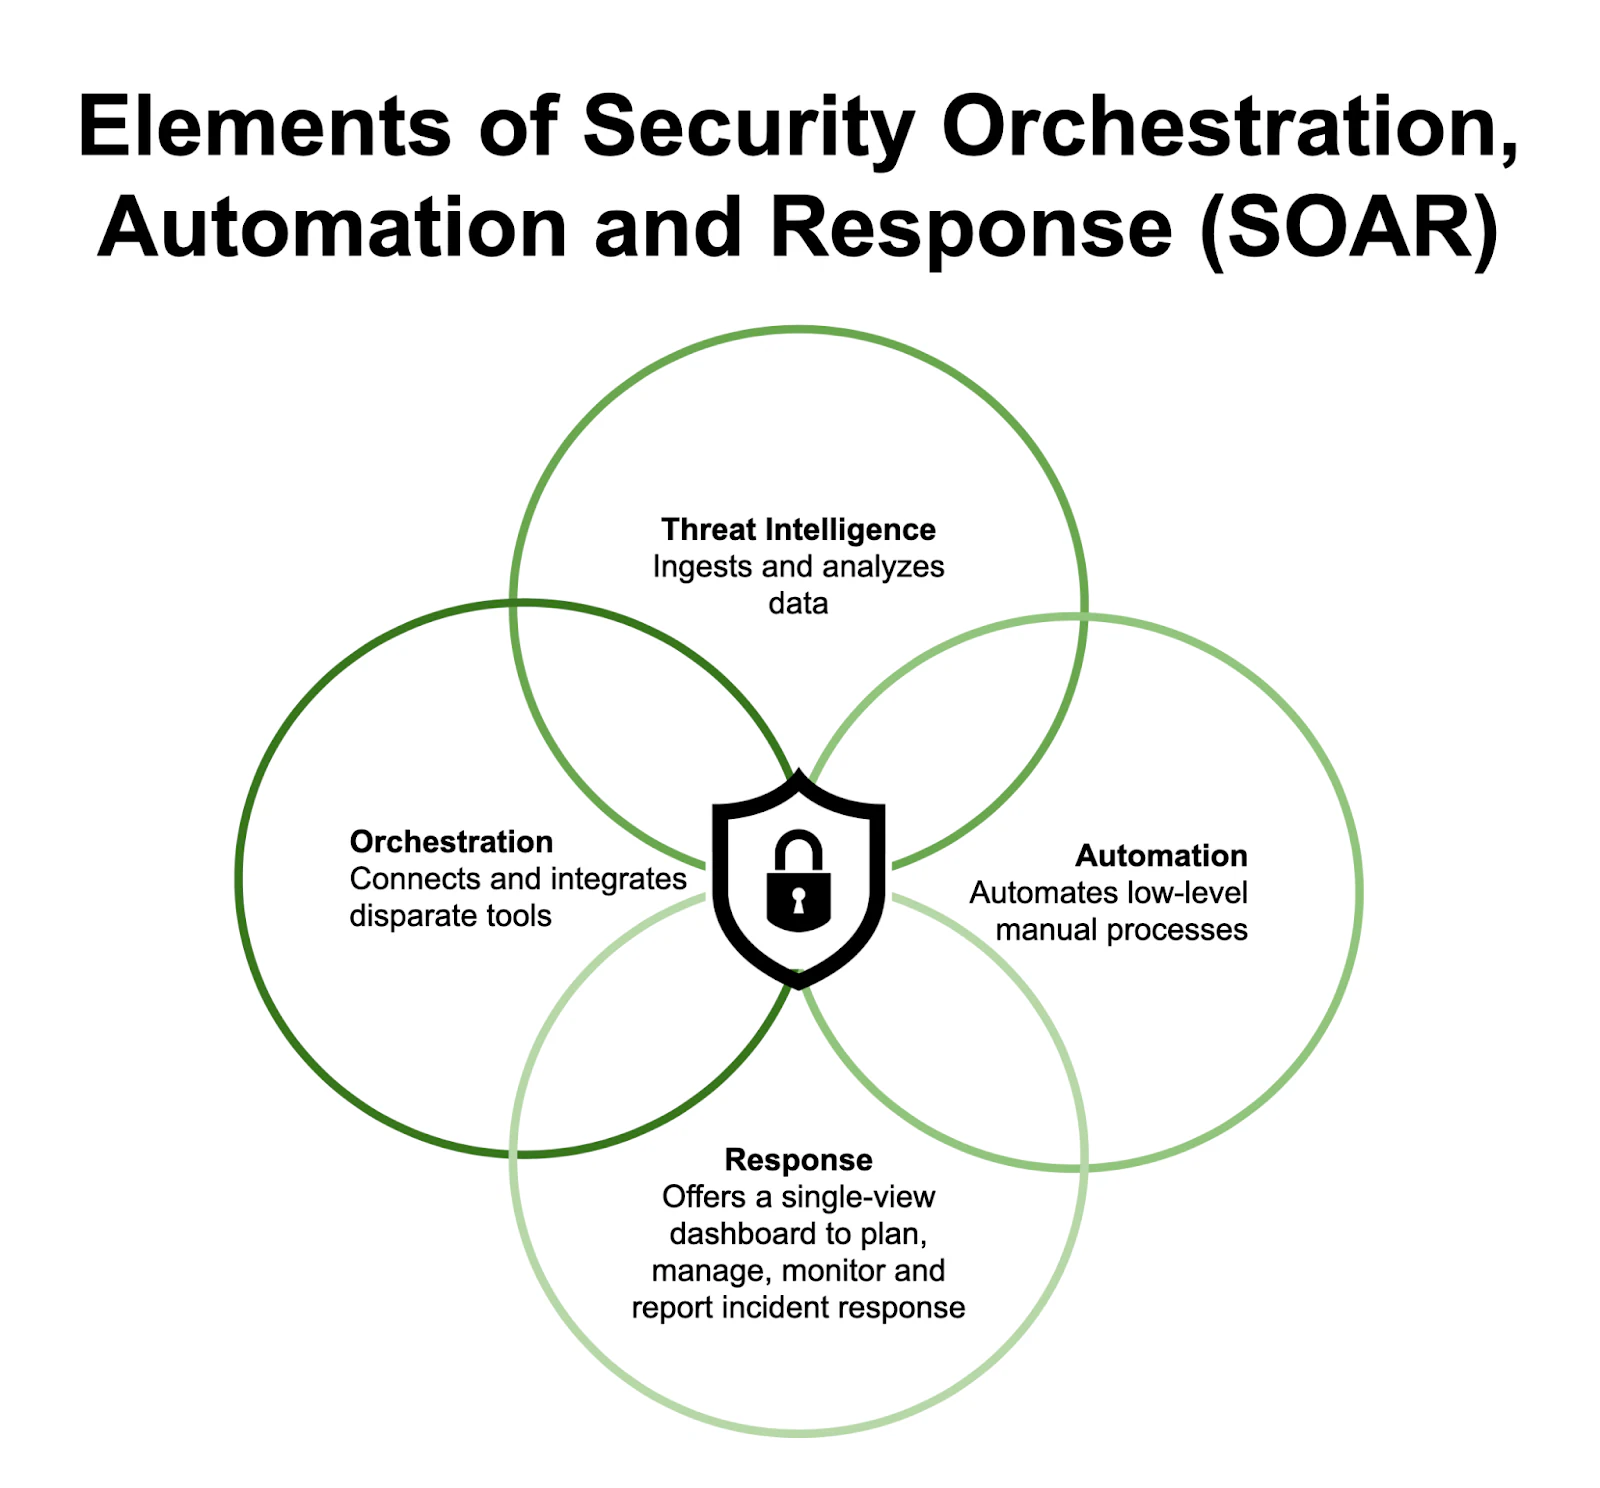 Elements of Security Orchestration,
Automation and Response (SOAR)
Threat Intelligence
Ingests and analyzes
data
Orchestration
Connects and integrates
disparate tools
Automation
Automates low-level
manual processes
Response
Offers a single-view
dashboard to plan,
manage, monitor and
report incident response